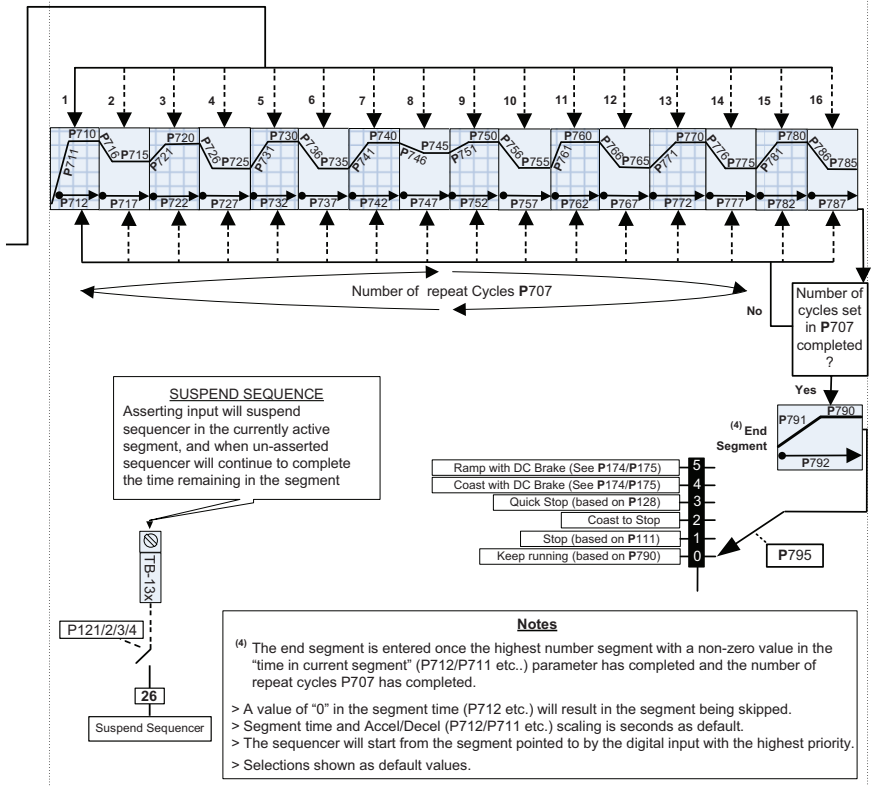 1 2 3 4 5 6 7 8 9 10 11 12 13 14 15 16
P710 P711 P712
P716 P715 P717
P720 P721 P722
P726 P725 P727
P730 P731 P732
P736 P735 P737
P740 P741 P742
P745 P746 P747
P750 P751 P752
P756 P755 P757
P760 P761 P762
P766 P765 P767
P770 P771 P772
P776 P775 P777
P780 P781 P782
P786 P785 P787
Number of repeat Cycles P707
No
Number of
cycles set
in P707
completed
?
Yes
P791 P790
P792
(4) End
Segment
SUSPEND SEQUENCE
Asserting input will suspend
sequencer in the currently active
segment, and when un-asserted
sequencer will continue to complete
the time remaining in the segment
TB-13x
P121/2/3/4
26
Suspend Sequencer
Ramp with DC Brake (See P174/P175) 5
Coast with DC Brake (See P174/P175) 4
Quick Stop (based on P128) 3
Coast to Stop 2
Stop (based on P111) 1
Keep running (based on P790) 0
P795
Notes
(4) The end segment is entered once the highest number segment with a non-zero value in the
“time in current segment” (P712/P711 etc..) parameter has completed and the number of
repeat cycles P707 has completed.
> A value of “0” in the segment time (P712 etc.) will result in the segment being skipped.
> Segment time and Accel/Decel (P712/P711 etc.) scaling is seconds as default.
> The sequencer will start from the segment pointed to by the digital input with the highest priority.
> Selections shown as default values.